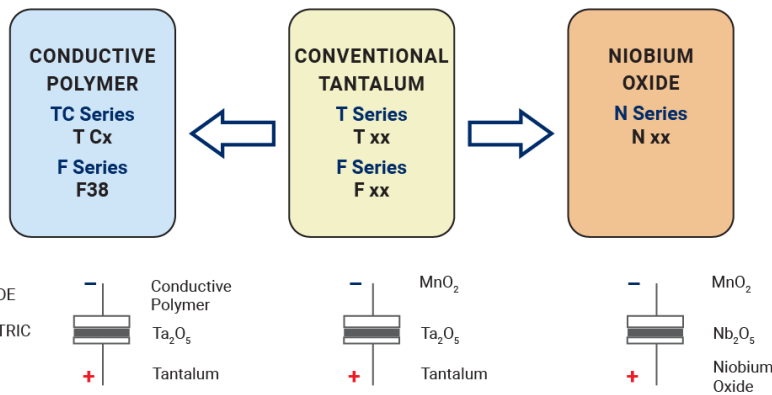 CONDUCTIVE
POLYMER
TC Series
T Cx
F Series
F38
CONVENTIONAL
TANTALUM
T Series
T xx
F Series
F xx
NIOBIUM
OXIDE
N Series
N xx
DE
TRIC
–
Conductive
Polymer
Ta₂O₅
+
Tantalum
–
MnO₂
Ta₂O₅
+
Tantalum
–
MnO₂
Nb₂O₅
+
Niobium
Oxide